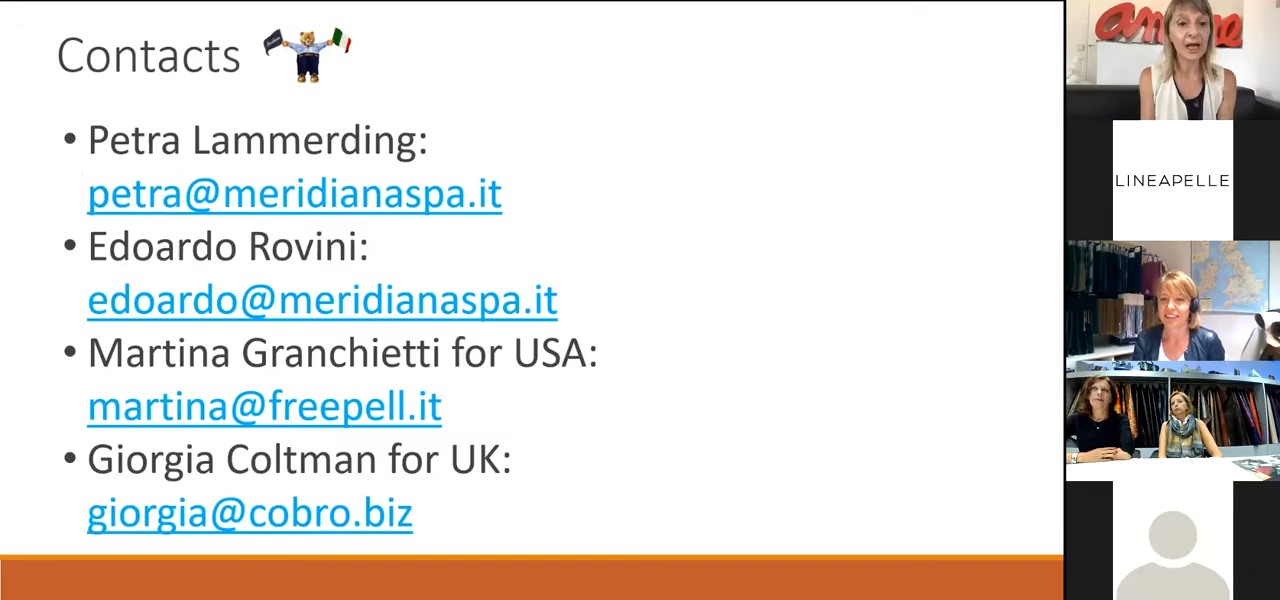 Contacts
• Petra Lammerding:
petra@meridianaspa.it
• Edoardo Rovini:
edoardo@meridianaspa.it
• Martina Granchietti for USA:
martina@freepell.it
• Giorgia Coltman for UK:
giorgia@cobro.biz
LINEAPELLE